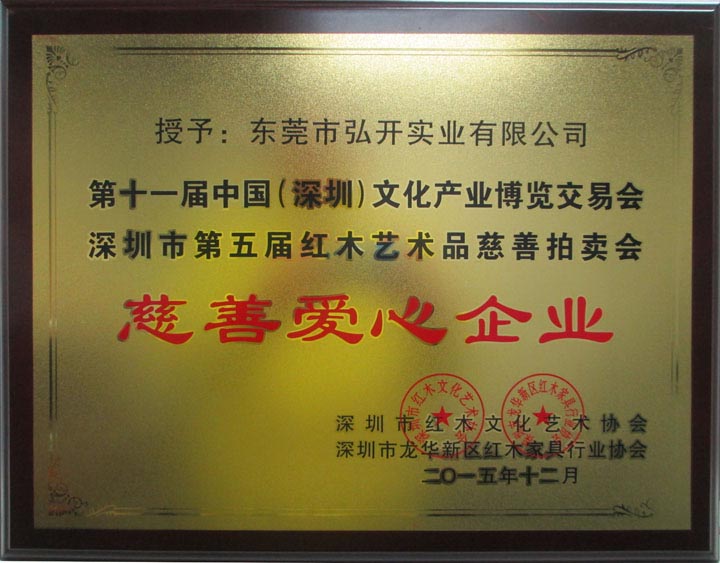 授予：东莞市弘开实业有限公司
第十一届中国（深圳）文化产业博览交易会
深圳市第五届红木艺术品慈善拍卖会
慈善爱心企业
深圳市红木文化艺术协会
深圳市龙华新区红木家具行业协会
二〇一五年十二月